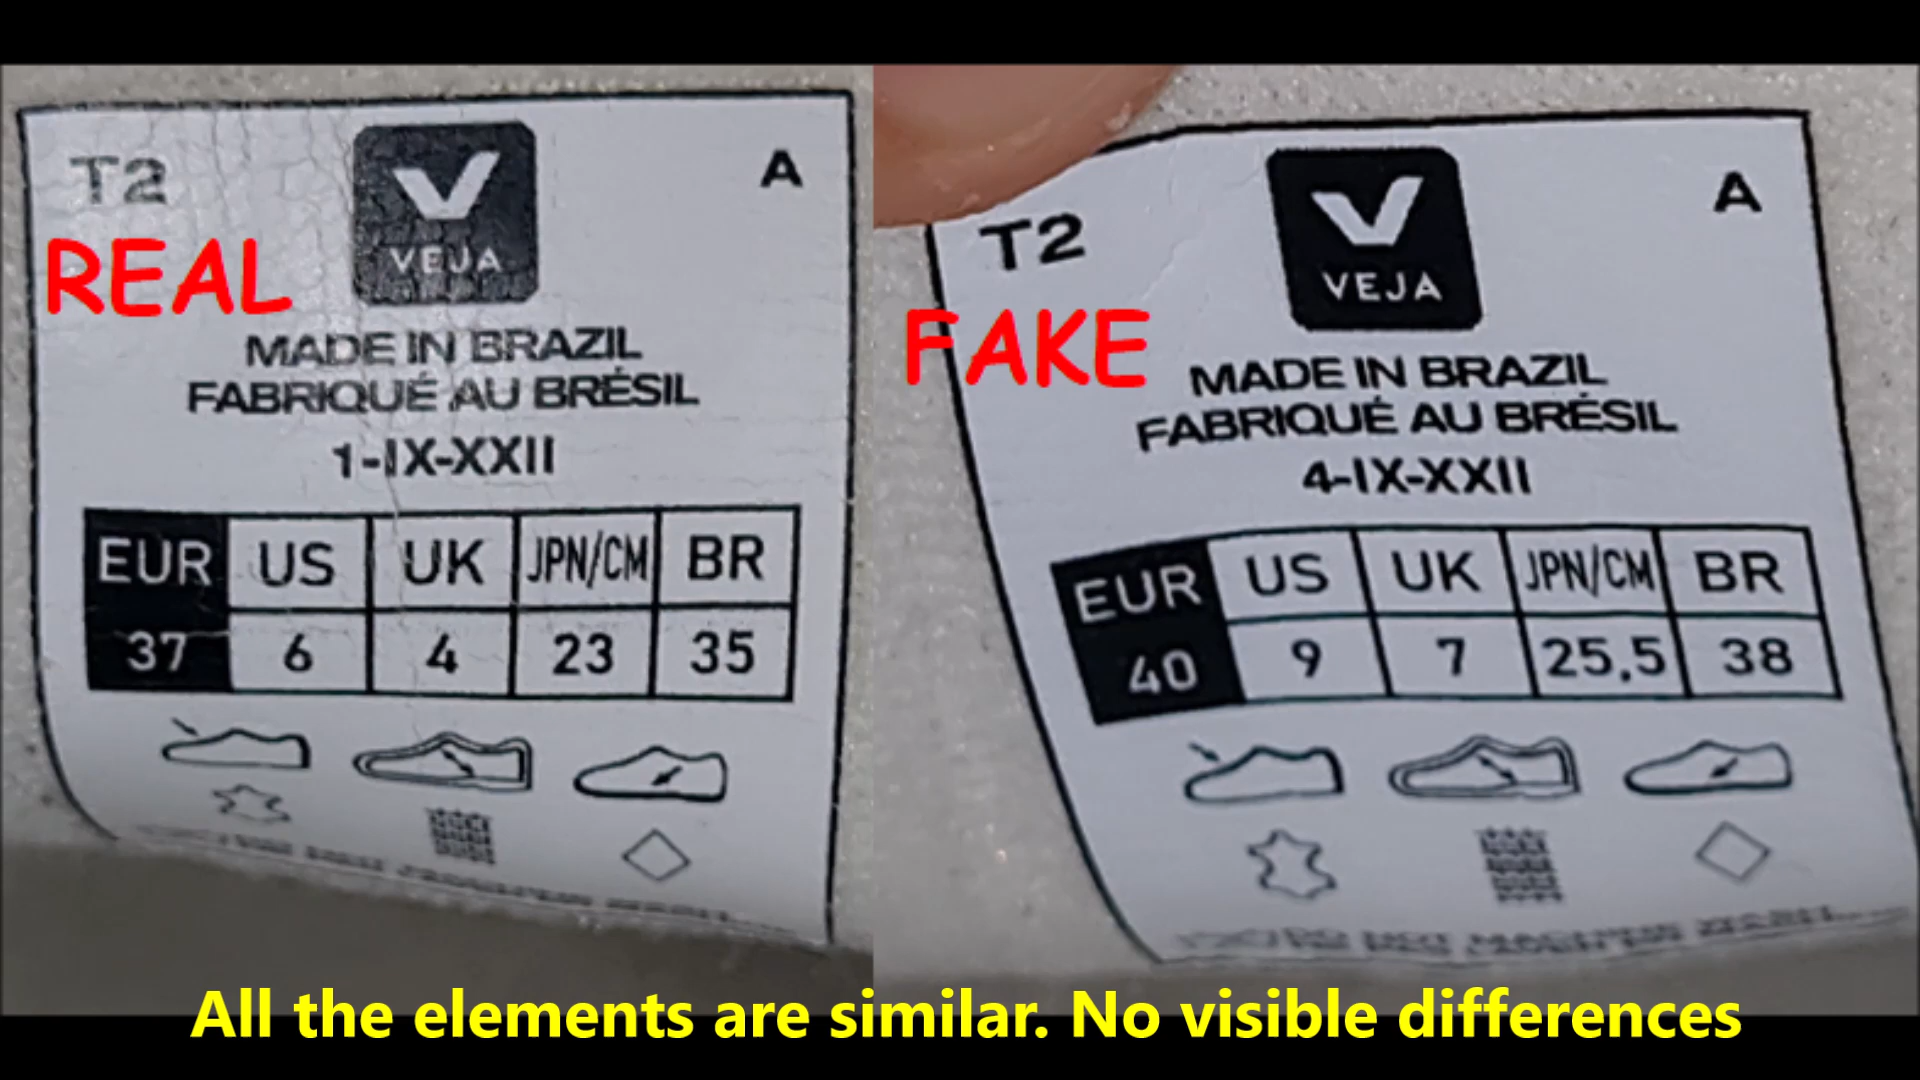 T2
VEJA
A
REAL
MADE IN BRAZIL
FABRIQUÉ AU BRÉSIL
1-IX-XXII
EUR US UK JPN/CM BR
37 6 4 23 35
T2
VEJA
A
FAKE
MADE IN BRAZIL
FABRIQUÉ AU BRÉSIL
4-IX-XXII
EUR US UK JPN/CM BR
40 9 7 25,5 38
All the elements are similar. No visible differences